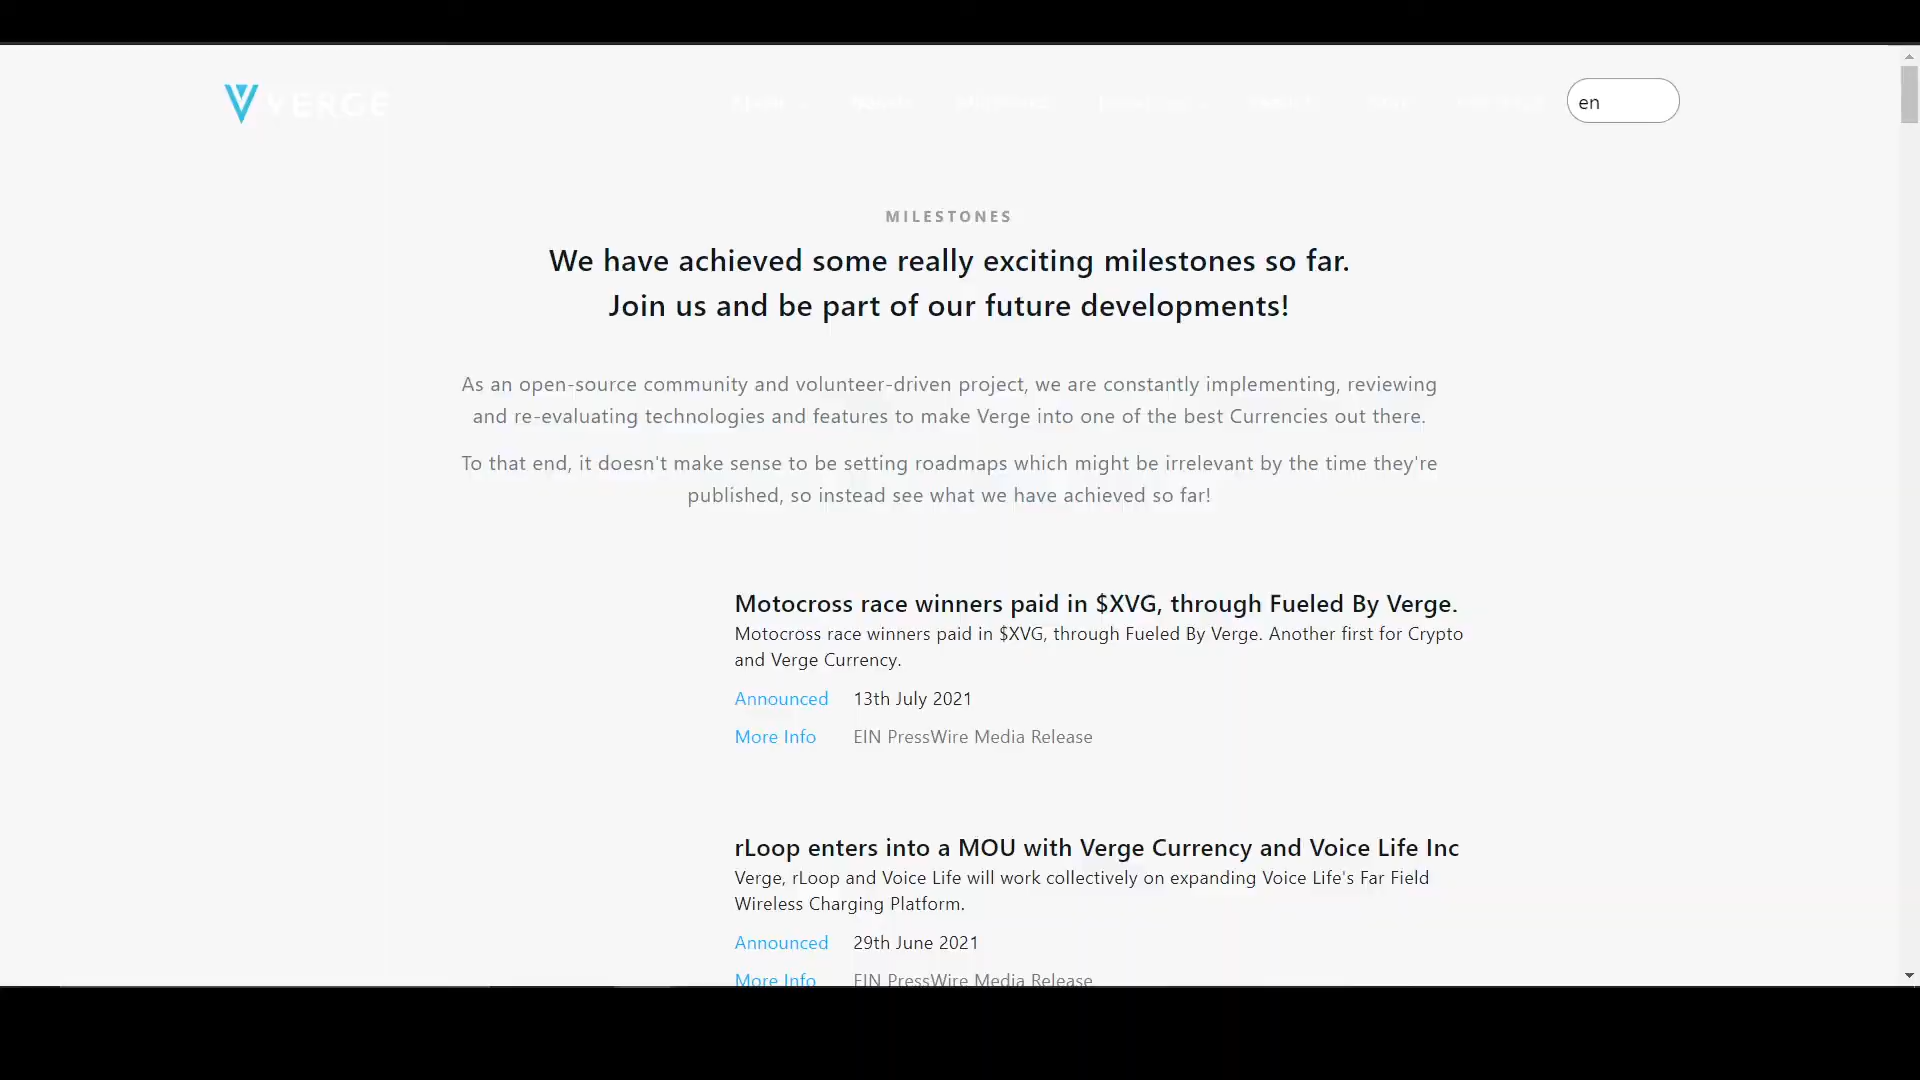 VERGE
en
MILESTONES
We have achieved some really exciting milestones so far.
Join us and be part of our future developments!
As an open-source community and volunteer-driven project, we are constantly implementing, reviewing
and re-evaluating technologies and features to make Verge into one of the best Currencies out there.
To that end, it doesn't make sense to be setting roadmaps which might be irrelevant by the time they're
published, so instead see what we have achieved so far!
Motocross race winners paid in $XVG, through Fueled By Verge.
Motocross race winners paid in $XVG, through Fueled By Verge. Another first for Crypto
and Verge Currency.
Announced 13th July 2021
More Info EIN PressWire Media Release
rLoop enters into a MOU with Verge Currency and Voice Life Inc
Verge, rLoop and Voice Life will work collectively on expanding Voice Life's Far Field
Wireless Charging Platform.
Announced 29th June 2021
More Info EIN PressWire Media Release